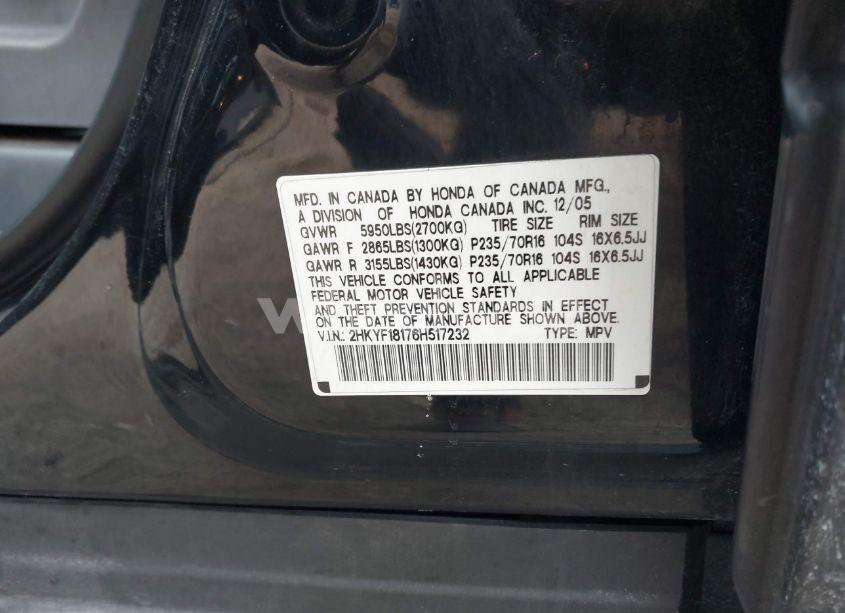 MFD. IN CANADA BY HONDA OF CANADA MFG.,
A DIVISION OF HONDA CANADA INC. 12/05
GVWR 5950LBS(2700KG) TIRE SIZE RIM SIZE
GAWR F 2865LBS(1300KG) P235/70R16 104S 16X6.5JJ
GAWR R 3155LBS(1430KG) P235/70R16 104S 16X6.5JJ
THIS VEHICLE CONFORMS TO ALL APPLICABLE
FEDERAL MOTOR VEHICLE SAFETY
AND THEFT PREVENTION STANDARDS IN EFFECT
ON THE DATE OF MANUFACTURE SHOWN ABOVE.
V.I.N.: 2HKYF18176H517232 TYPE: MPV